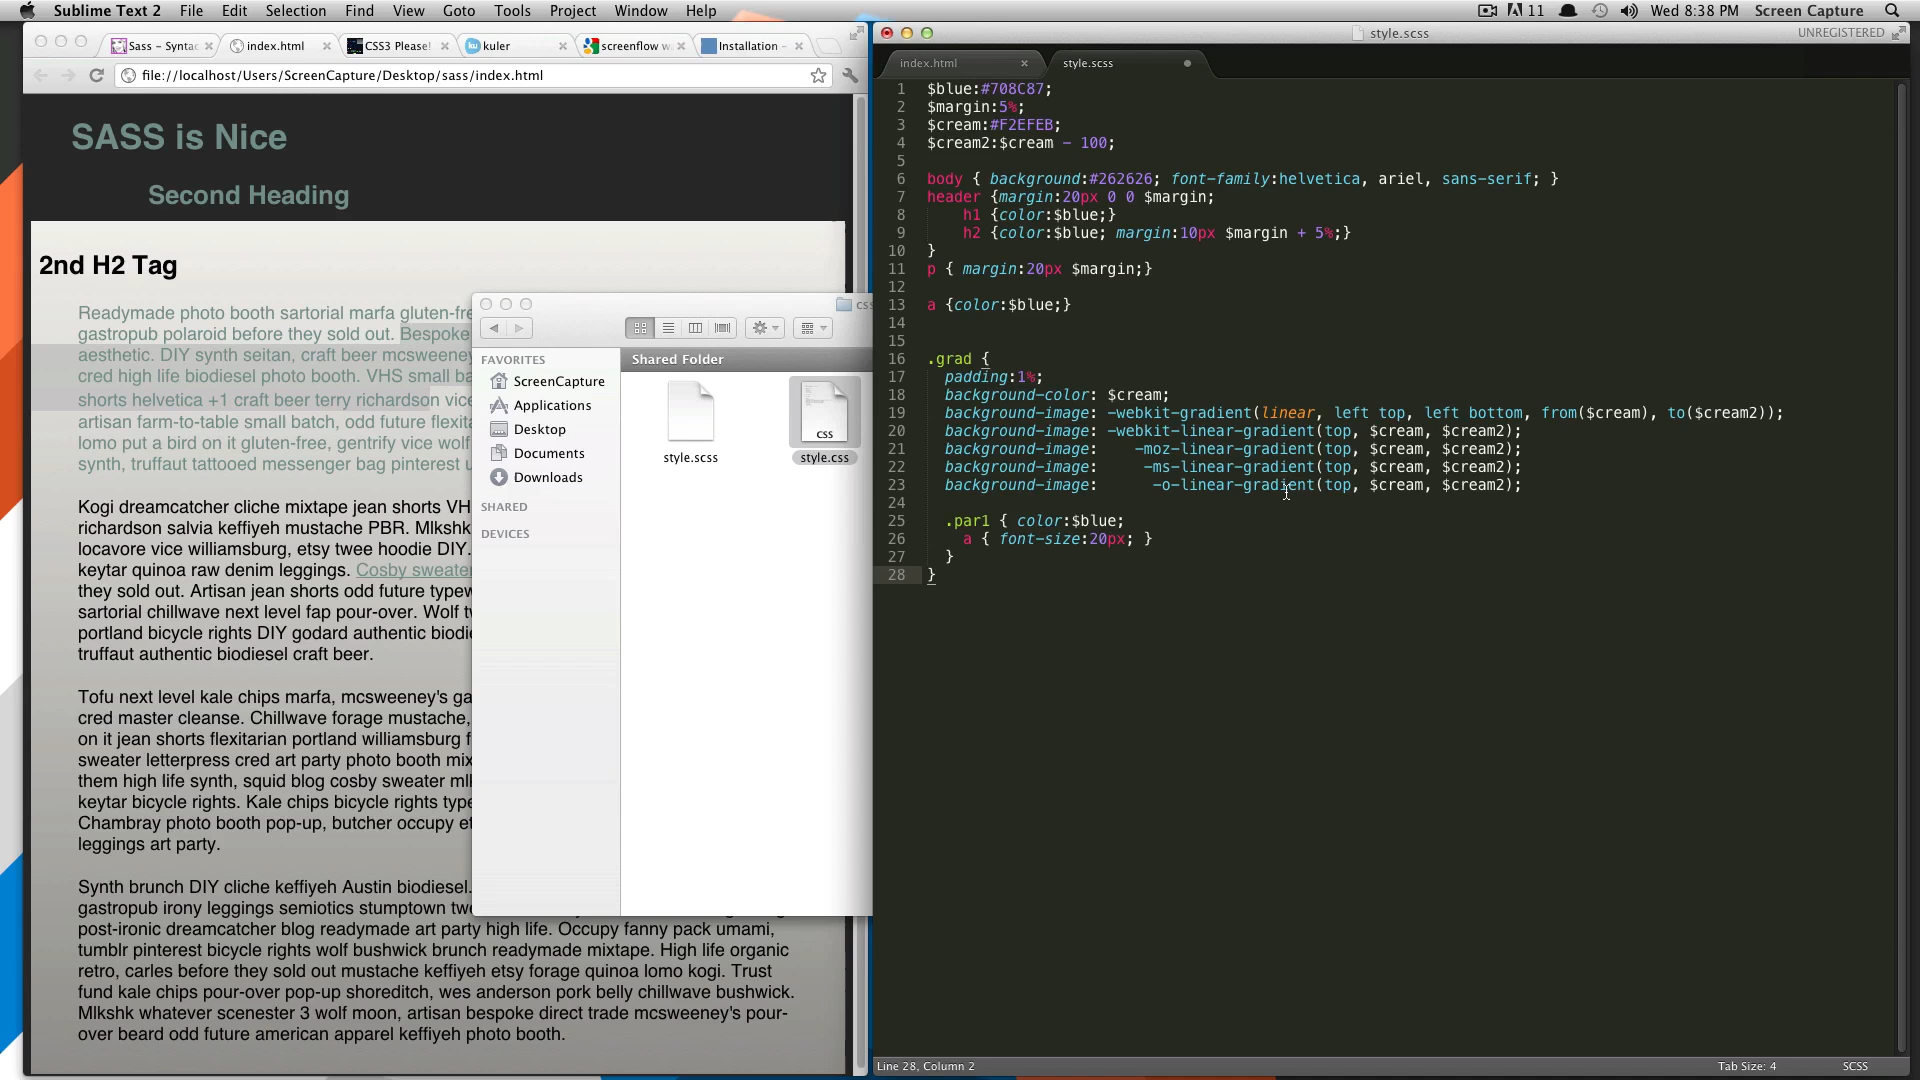 Sublime Text 2 File Edit Selection Find View Goto Tools Project Window Help
11 Wed 8:38 PM Screen Capture
Sass – Syntac × index.html × CSS3 Please! × kuler × screenflow w × Installation – ×
file://localhost/Users/ScreenCapture/Desktop/sass/index.html
SASS is Nice
Second Heading
2nd H2 Tag
Readymade photo booth sartorial marfa gluten-fre
gastropub polaroid before they sold out. Bespoke
aesthetic. DIY synth seitan, craft beer mcsweeney
cred high life biodiesel photo booth. VHS small ba
shorts helvetica +1 craft beer terry richardson vice
artisan farm-to-table small batch, odd future flexita
lomo put a bird on it gluten-free, gentrify vice wolf
synth, truffaut tattooed messenger bag pinterest u
Kogi dreamcatcher cliche mixtape jean shorts VH
richardson salvia keffiyeh mustache PBR. Mlkshk
locavore vice williamsburg, etsy twee hoodie DIY.
keytar quinoa raw denim leggings. Cosby sweater
they sold out. Artisan jean shorts odd future typew
sartorial chillwave next level fap pour-over. Wolf tw
portland bicycle rights DIY godard authentic biodie
truffaut authentic biodiesel craft beer.
Tofu next level kale chips marfa, mcsweeney's ga
cred master cleanse. Chillwave forage mustache,
on it jean shorts flexitarian portland williamsburg f
sweater letterpress cred art party photo booth mix
them high life synth, squid blog cosby sweater mlk
keytar bicycle rights. Kale chips bicycle rights type
Chambray photo booth pop-up, butcher occupy et
leggings art party.
Synth brunch DIY cliche keffiyeh Austin biodiesel.
gastropub irony leggings semiotics stumptown twe
post-ironic dreamcatcher blog readymade art party high life. Occupy fanny pack umami,
tumblr pinterest bicycle rights wolf bushwick brunch readymade mixtape. High life organic
retro, carles before they sold out mustache keffiyeh etsy forage quinoa lomo kogi. Trust
fund kale chips pour-over pop-up shoreditch, wes anderson pork belly chillwave bushwick.
Mlkshk whatever scenester 3 wolf moon, artisan bespoke direct trade mcsweeney's pour-
over beard odd future american apparel keffiyeh photo booth.
css
FAVORITES
ScreenCapture
Applications
Desktop
Documents
Downloads
SHARED
DEVICES
Shared Folder
css
style.scss style.css
style.scss UNREGISTERED
index.html × style.scss
1 $blue:#708C87;
2 $margin:5%;
3 $cream:#F2EFEB;
4 $cream2:$cream - 100;
5
6 body { background:#262626; font-family:helvetica, ariel, sans-serif; }
7 header {margin:20px 0 0 $margin;
8 h1 {color:$blue;}
9 h2 {color:$blue; margin:10px $margin + 5%;}
10 }
11 p { margin:20px $margin;}
12
13 a {color:$blue;}
14
15
16 .grad {
17 padding:1%;
18 background-color: $cream;
19 background-image: -webkit-gradient(linear, left top, left bottom, from($cream), to($cream2));
20 background-image: -webkit-linear-gradient(top, $cream, $cream2);
21 background-image: -moz-linear-gradient(top, $cream, $cream2);
22 background-image: -ms-linear-gradient(top, $cream, $cream2);
23 background-image: -o-linear-gradient(top, $cream, $cream2);
24
25 .par1 { color:$blue;
26 a { font-size:20px; }
27 }
28 }
Line 28, Column 2 Tab Size: 4 SCSS